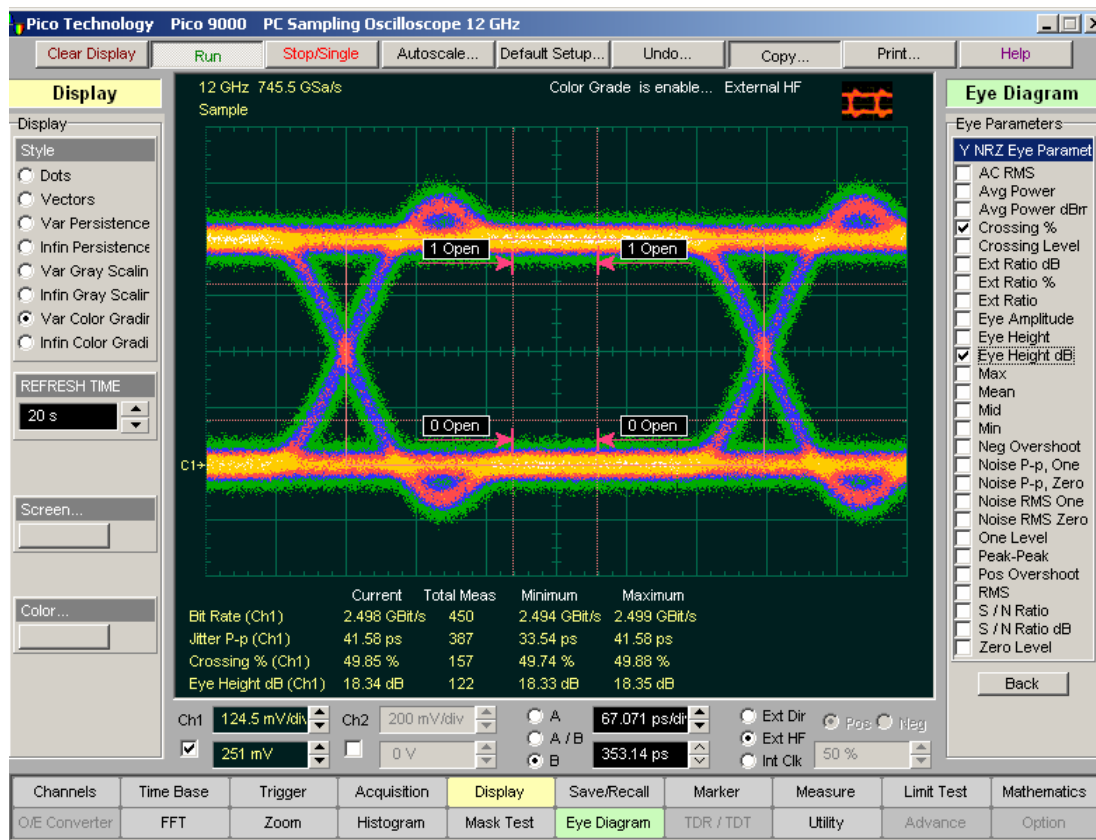 Pico Technology Pico 9000 PC Sampling Oscilloscope 12 GHz
Clear Display Run Stop/Single Autoscale... Default Setup... Undo... Copy... Print... Help
Display
Display
Style
Dots
Vectors
Var Persistence
Infin Persistence
Var Gray Scalin
Infin Gray Scalir
Var Color Gradir
Infin Color Gradi
REFRESH TIME
20 s
Screen...
Color...
12 GHz 745.5 GSa/s
Color Grade is enable... External HF
Sample
1 Open 1 Open
0 Open 0 Open
C1
Current Total Meas Minimum Maximum
Bit Rate (Ch1) 2.498 GBit/s 450 2.494 GBit/s 2.499 GBit/s
Jitter P-p (Ch1) 41.58 ps 387 33.54 ps 41.58 ps
Crossing % (Ch1) 49.85 % 157 49.74 % 49.88 %
Eye Height dB (Ch1) 18.34 dB 122 18.33 dB 18.35 dB
Eye Diagram
Eye Parameters
Y NRZ Eye Paramet
AC RMS
Avg Power
Avg Power dBm
Crossing %
Crossing Level
Ext Ratio dB
Ext Ratio %
Ext Ratio
Eye Amplitude
Eye Height
Eye Height dB
Max
Mean
Mid
Min
Neg Overshoot
Noise P-p, One
Noise P-p, Zero
Noise RMS One
Noise RMS Zero
One Level
Peak-Peak
Pos Overshoot
RMS
S / N Ratio
S / N Ratio dB
Zero Level
Back
Ch1 124.5 mV/div Ch2 200 mV/div A 67.071 ps/div Ext Dir Pos Neg
A / B Ext HF
251 mV 0 V B 353.14 ps Int Clk 50 %
Channels Time Base Trigger Acquisition Display Save/Recall Marker Measure Limit Test Mathematics
O/E Converter FFT Zoom Histogram Mask Test Eye Diagram TDR / TDT Utility Advance Option